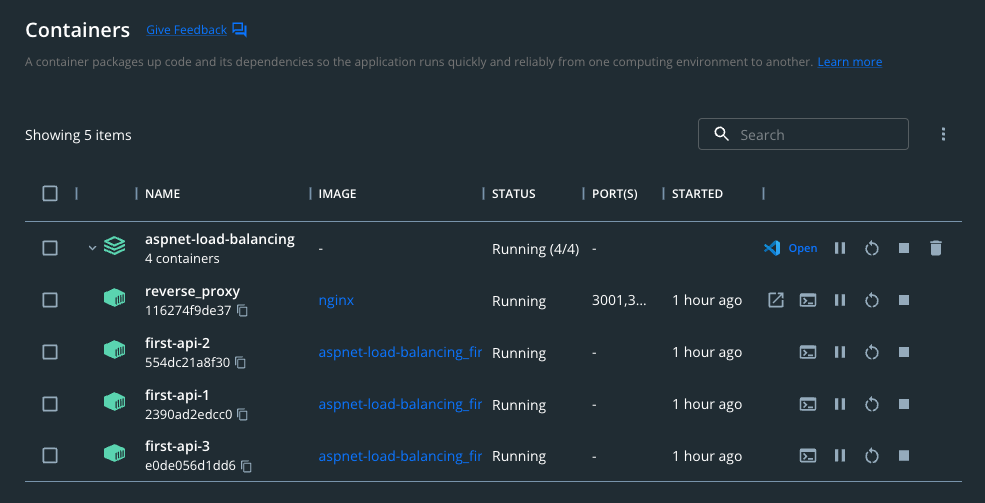 Containers Give Feedback
A container packages up code and its dependencies so the application runs quickly and reliably from one computing environment to another. Learn more
Showing 5 items Search
NAME IMAGE STATUS PORT(S) STARTED
aspnet-load-balancing - Running (4/4) - Open
4 containers
reverse_proxy nginx Running 3001,3... 1 hour ago
116274f9de37
first-api-2 aspnet-load-balancing_fir Running - 1 hour ago
554dc21a8f30
first-api-1 aspnet-load-balancing_fir Running - 1 hour ago
2390ad2edcc0
first-api-3 aspnet-load-balancing_fir Running - 1 hour ago
e0de056d1dd6